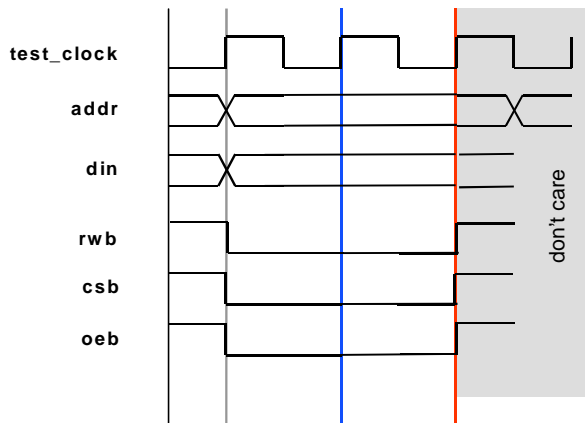 test_clock
addr
din
rwb
csb
oeb
don't care